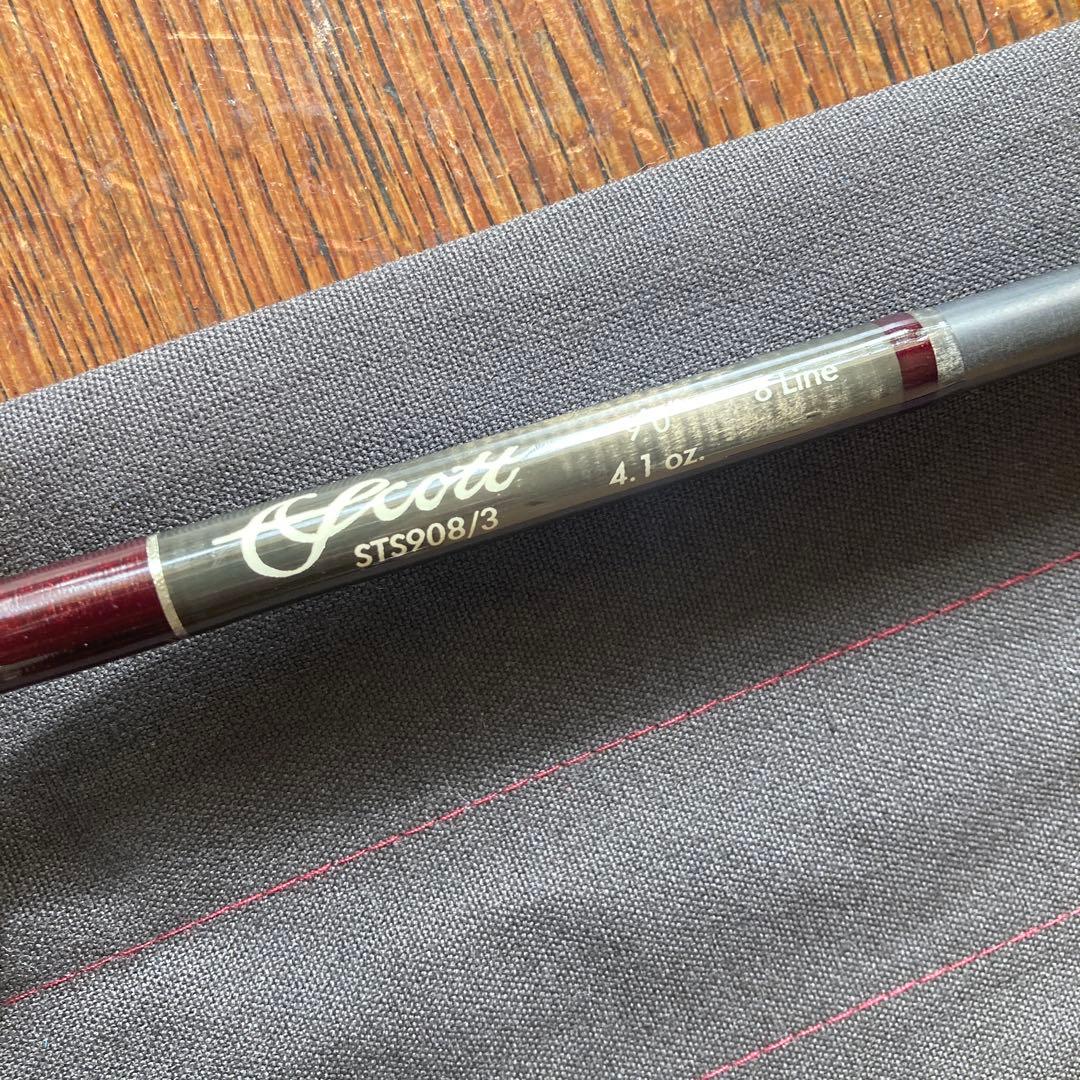 Scott
STS908/3
9'0"
4.1 oz.
8 Line